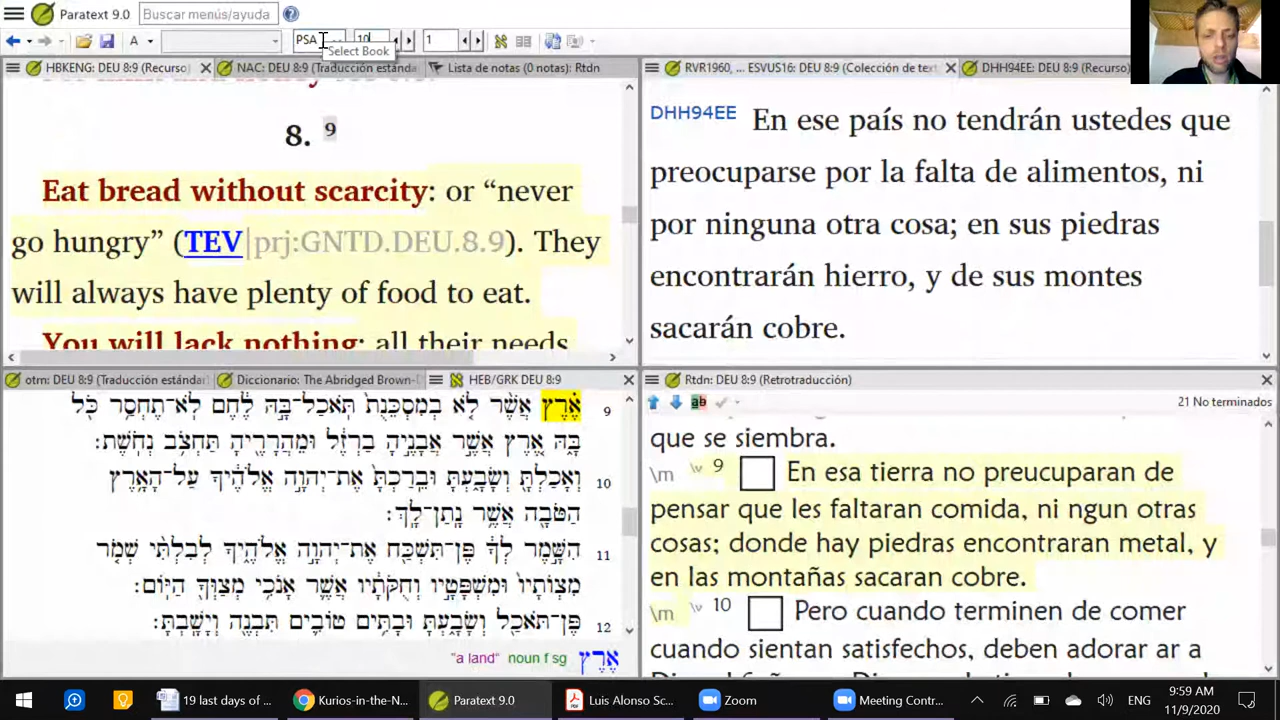 Paratext 9.0
Buscar menús/ayuda
PSA
10
1
Select Book
HBKENG: DEU 8:9 (Recurso)
NAC: DEU 8:9 (Traducción estánda
Lista de notas (0 notas): Rtdn
8. 9
Eat bread without scarcity: or “never
go hungry” (TEV|prj:GNTD.DEU.8.9). They
will always have plenty of food to eat.
You will lack nothing: all their needs
RVR1960, ... ESVUS16: DEU 8:9 (Colección de text
DHH94EE: DEU 8:9 (Recurso)
DHH94EE En ese país no tendrán ustedes que
preocuparse por la falta de alimentos, ni
por ninguna otra cosa; en sus piedras
encontrarán hierro, y de sus montes
sacarán cobre.
otm: DEU 8:9 (Traducción estándar
Diccionario: The Abridged Brown-
HEB/GRK DEU 8:9
9 אֶ֗רֶץ אֲשֶׁ֨ר לֹ֤א בְמִסְכֵּנֻת֙ תֹּֽאכַל־בָּ֣הּ לֶ֔חֶם לֹֽא־תֶחְסַ֥ר כֹּ֖ל
בָּ֑הּ אֶ֚רֶץ אֲשֶׁ֣ר אֲבָנֶ֣יהָ בַרְזֶ֔ל וּמֵהֲרָרֶ֖יהָ תַּחְצֹ֥ב נְחֹֽשֶׁת׃
10 וְאָכַלְתָּ֖ וְשָׂבָ֑עְתָּ וּבֵֽרַכְתָּ֙ אֶת־יְהוָ֣ה אֱלֹהֶ֔יךָ עַל־הָאָ֥רֶץ
הַטֹּבָ֖ה אֲשֶׁ֥ר נָֽתַן־לָֽךְ׃
11 הִשָּׁ֣מֶר לְךָ֔ פֶּן־תִּשְׁכַּ֖ח אֶת־יְהוָ֣ה אֱלֹהֶ֑יךָ לְבִלְתִּ֨י שְׁמֹ֤ר
מִצְוֺתָיו֙ וּמִשְׁפָּטָ֣יו וְחֻקֹּתָ֔יו אֲשֶׁ֛ר אָנֹכִ֥י מְצַוְּךָ֖ הַיּֽוֹם׃
12 פֶּן־תֹּאכַ֖ל וְשָׂבָ֑עְתָּ וּבָתִּ֥ים טוֹבִ֛ים תִּבְנֶ֖ה וְיָשָֽׁבְתָּ׃
"a land" noun f sg אֶרֶץ
Rtdn: DEU 8:9 (Retrotraducción)
21 No terminados
que se siembra.
\m \v 9 En esa tierra no preucuparan de
pensar que les faltaran comida, ni ngun otras
cosas; donde hay piedras encontraran metal, y
en las montañas sacaran cobre.
\m \v 10 Pero cuando terminen de comer
cuando sientan satisfechos, deben adorar ar a
19 last days of ...
Kurios-in-the-N...
Paratext 9.0
Luis Alonso Sc...
Zoom
Meeting Contr...
ENG
9:59 AM
11/9/2020